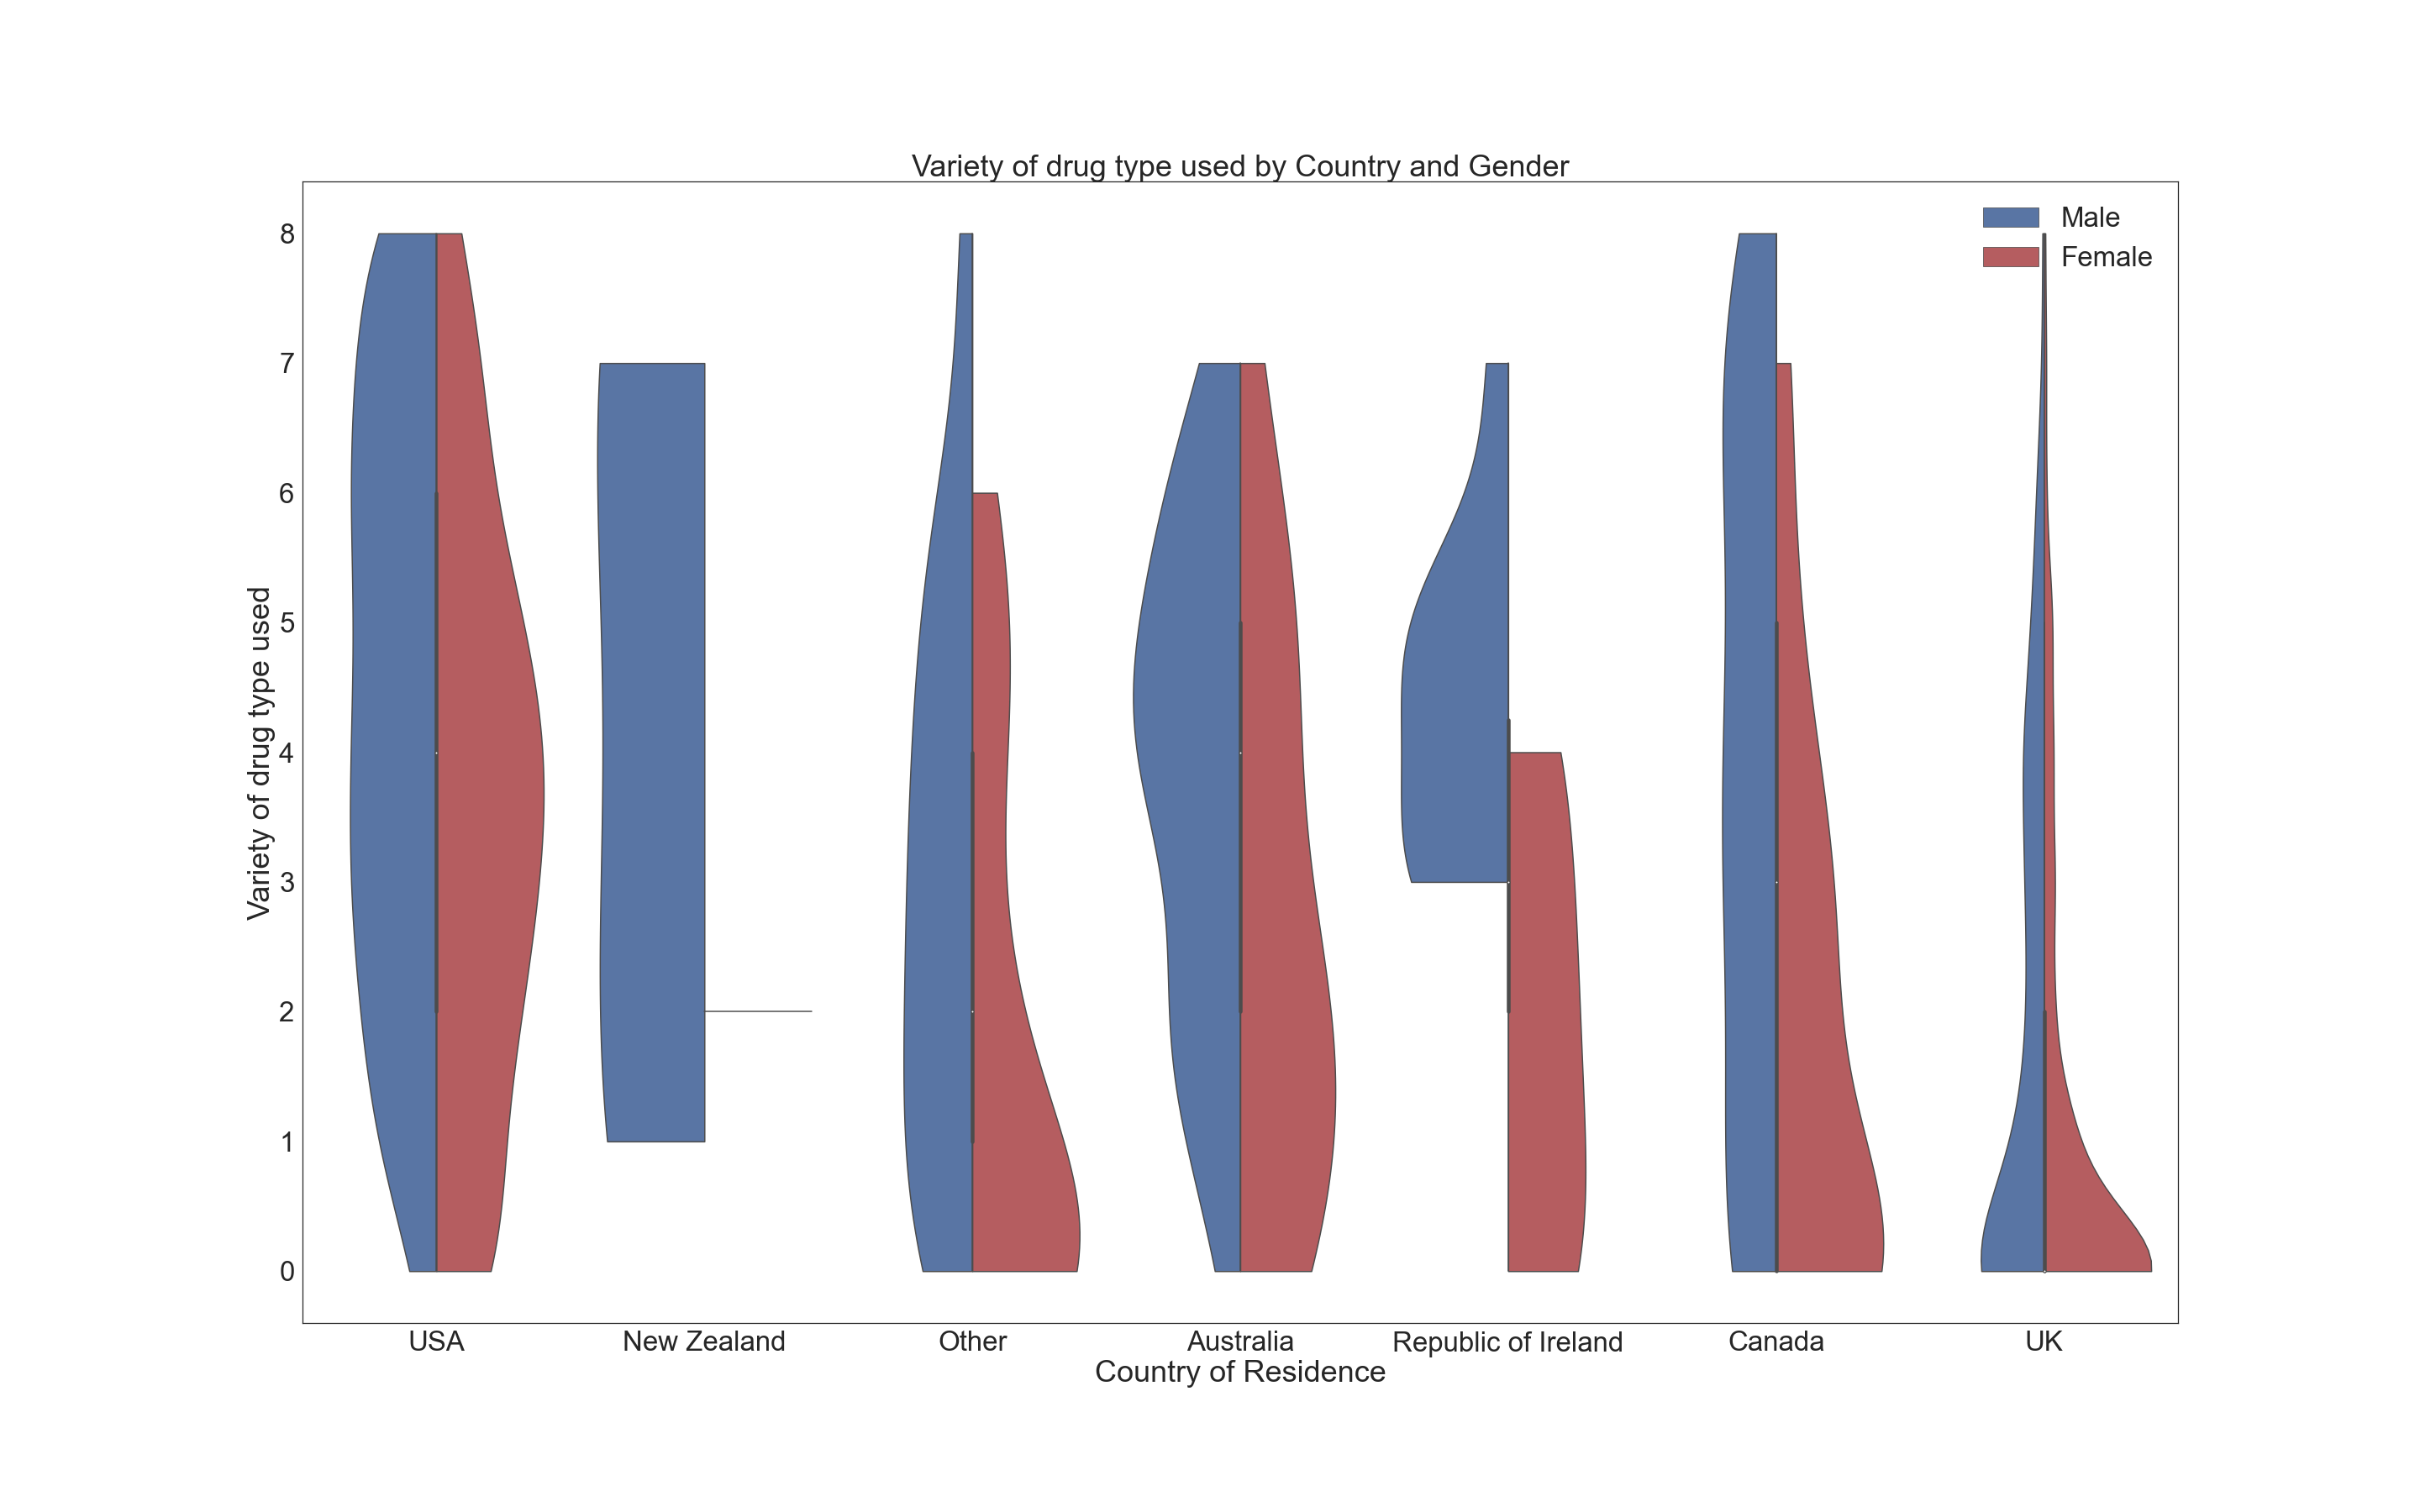 Variety of drug type used by Country and Gender
Male
Female
Variety of drug type used
8
7
6
5
4
3
2
1
0
USA New Zealand Other Australia Republic of Ireland Canada UK
Country of Residence